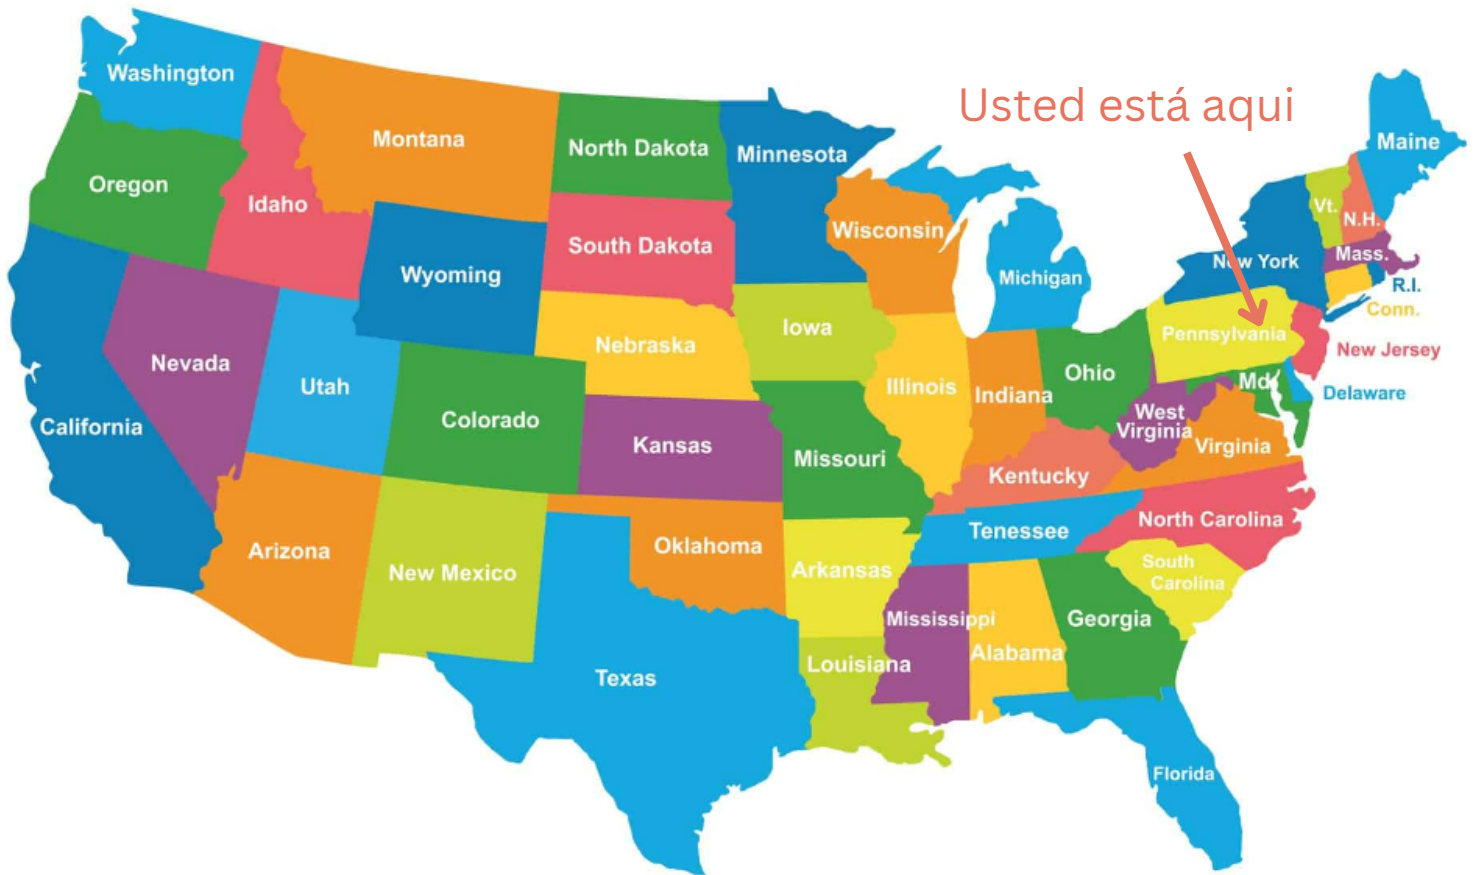 Usted está aqui
Washington
Montana
North Dakota
Minnesota
Maine
Oregon
Idaho
Wisconsin
Vt.
N.H.
South Dakota
Wyoming
Michigan
New York
Mass.
R.I.
Conn.
Iowa
Nebraska
Pennsylvania
New Jersey
Nevada
Utah
Ohio
Md
Delaware
Illinois
Indiana
California
Colorado
Kansas
Missouri
West
Virginia
Virginia
Kentucky
Tenessee
North Carolina
Arizona
New Mexico
Oklahoma
Arkansas
South
Carolina
Mississippi
Alabama
Georgia
Louisiana
Texas
Florida